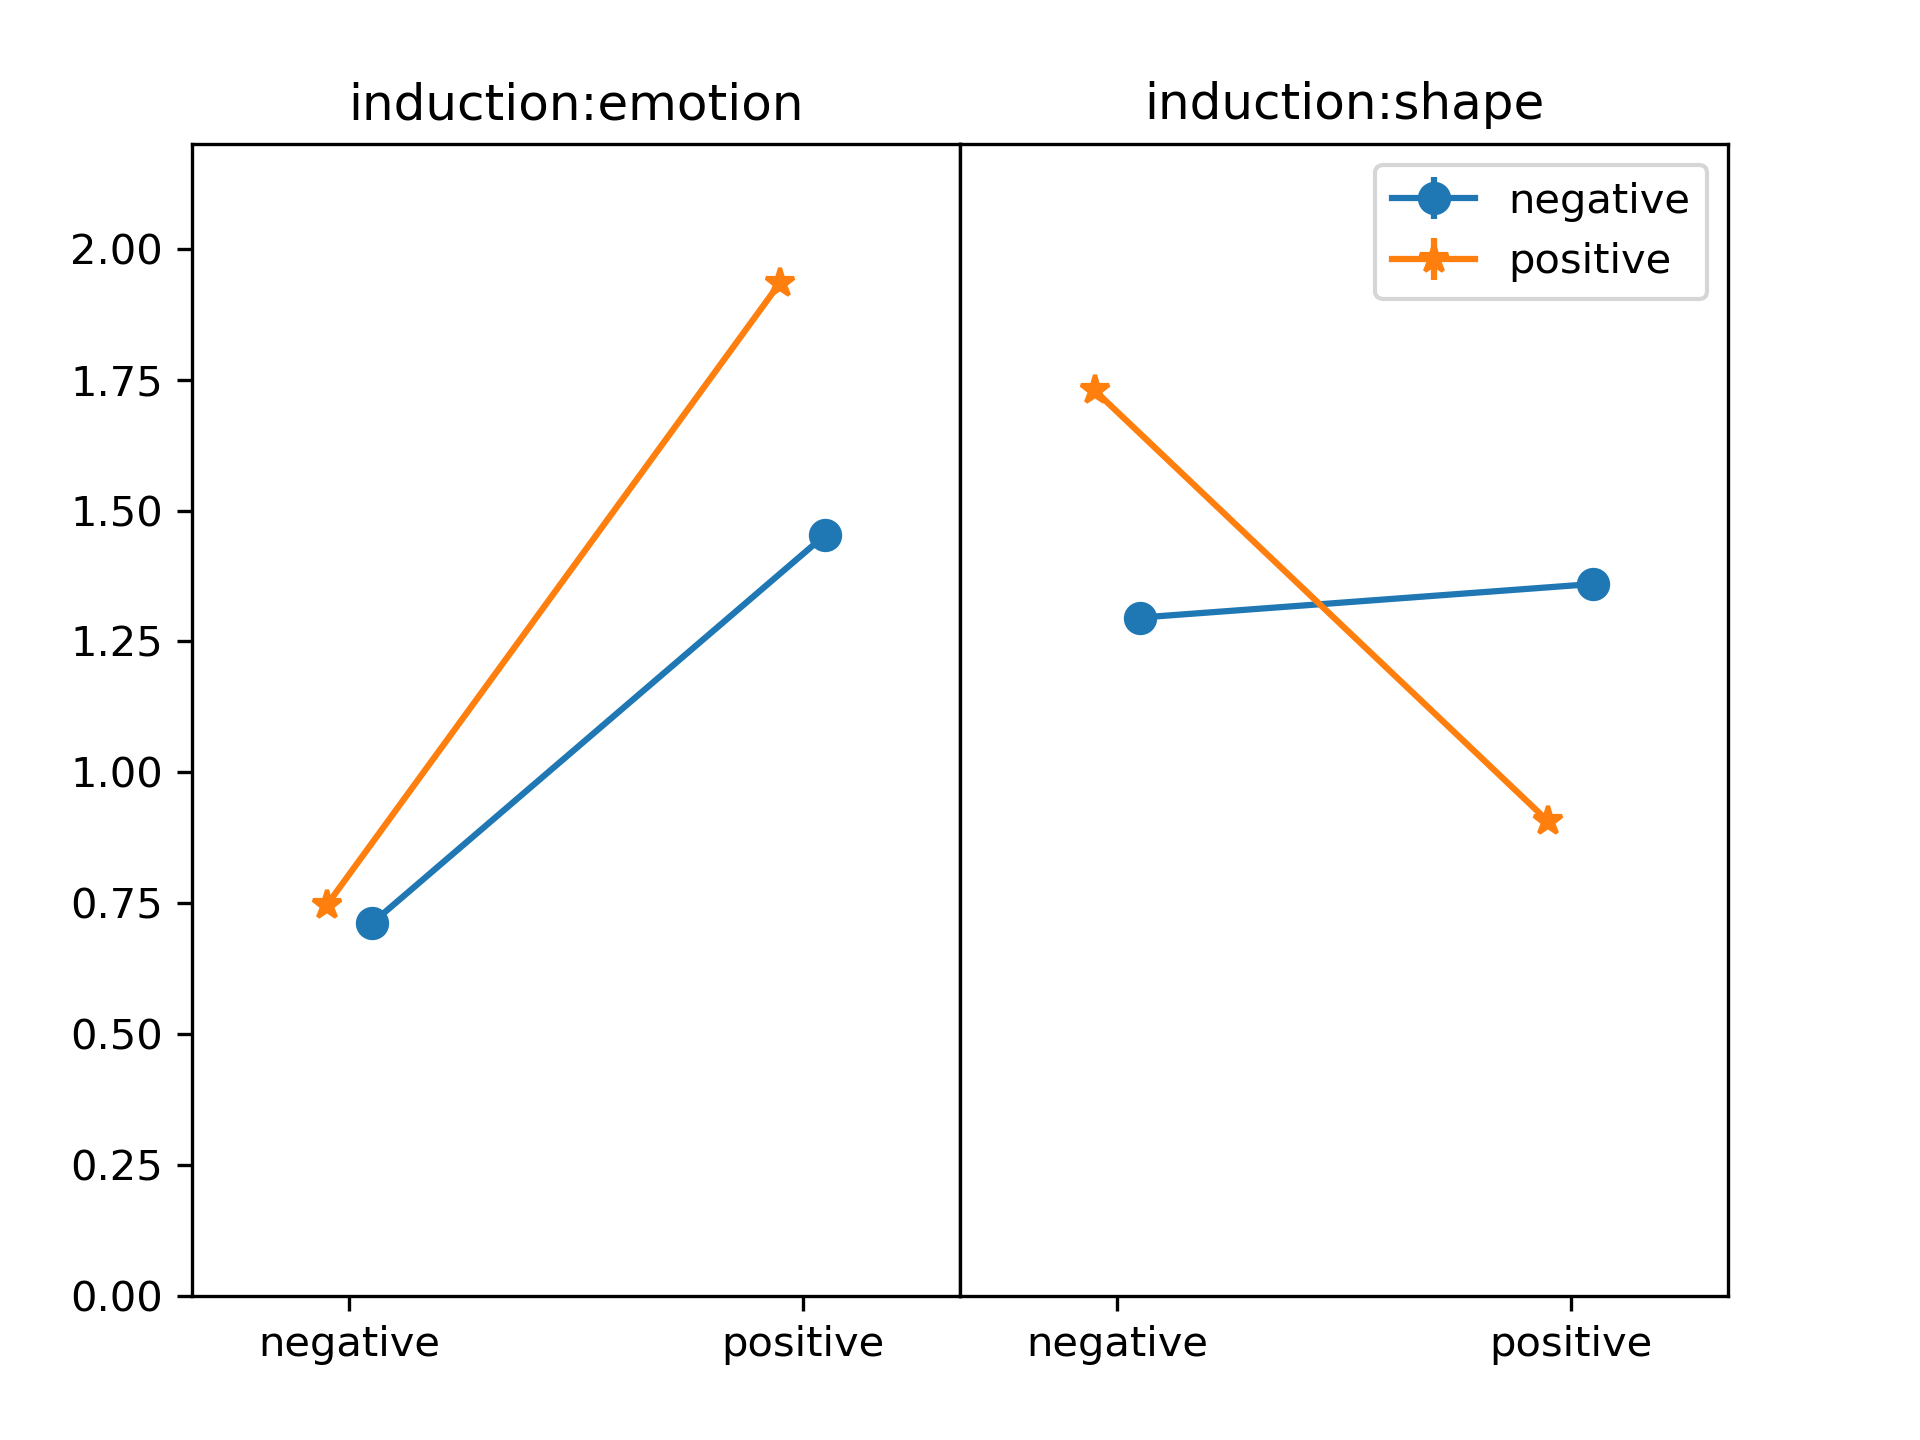 induction:emotion
induction:shape
negative
positive
2.00
1.75
1.50
1.25
1.00
0.75
0.50
0.25
0.00
negative
positive
negative
positive